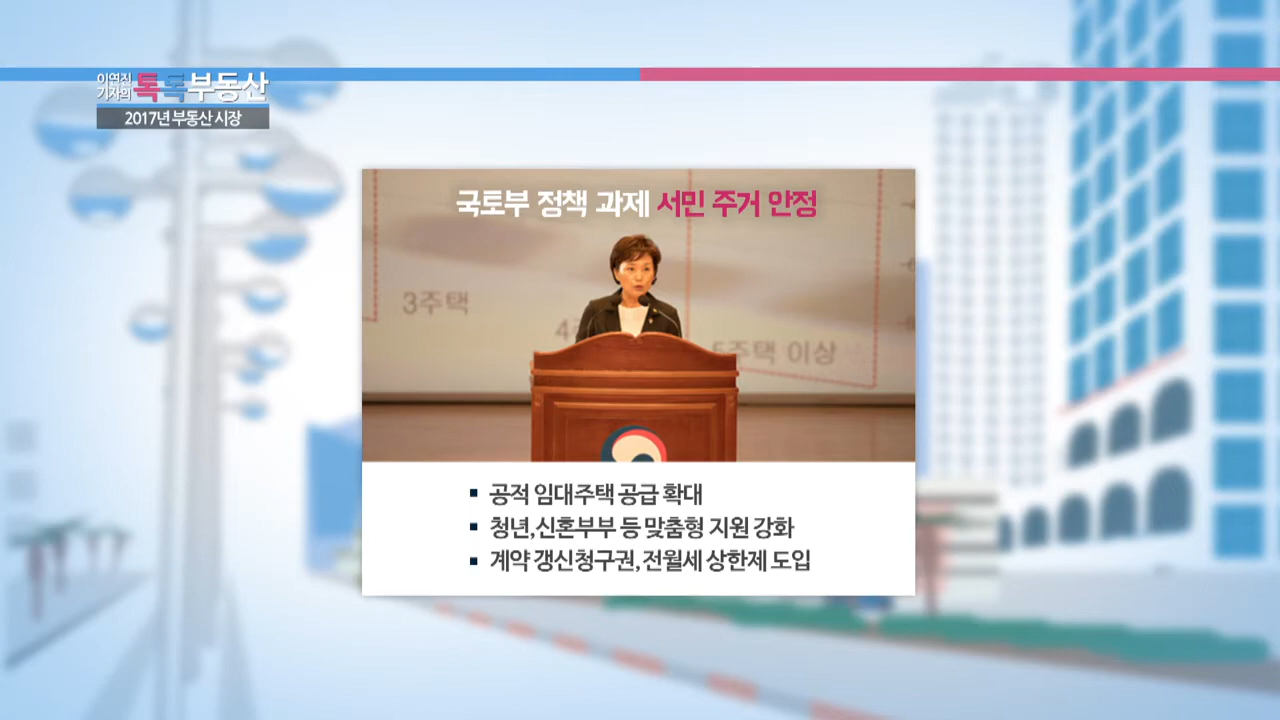 이연진
기자의 톡 톡 부동산
2017년 부동산 시장
국토부 정책 과제 서민 주거 안정
3주택
5주택 이상
공적 임대주택 공급 확대
청년,신혼부부 등 맞춤형 지원 강화
계약 갱신청구권, 전월세 상한제 도입